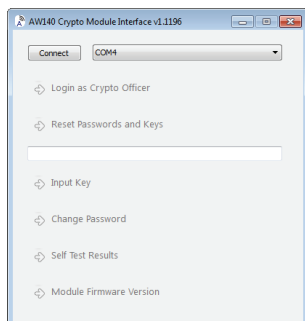 AW140 Crypto Module Interface v1.1196
Connect COM4
Login as Crypto Officer
Reset Passwords and Keys
Input Key
Change Password
Self Test Results
Module Firmware Version